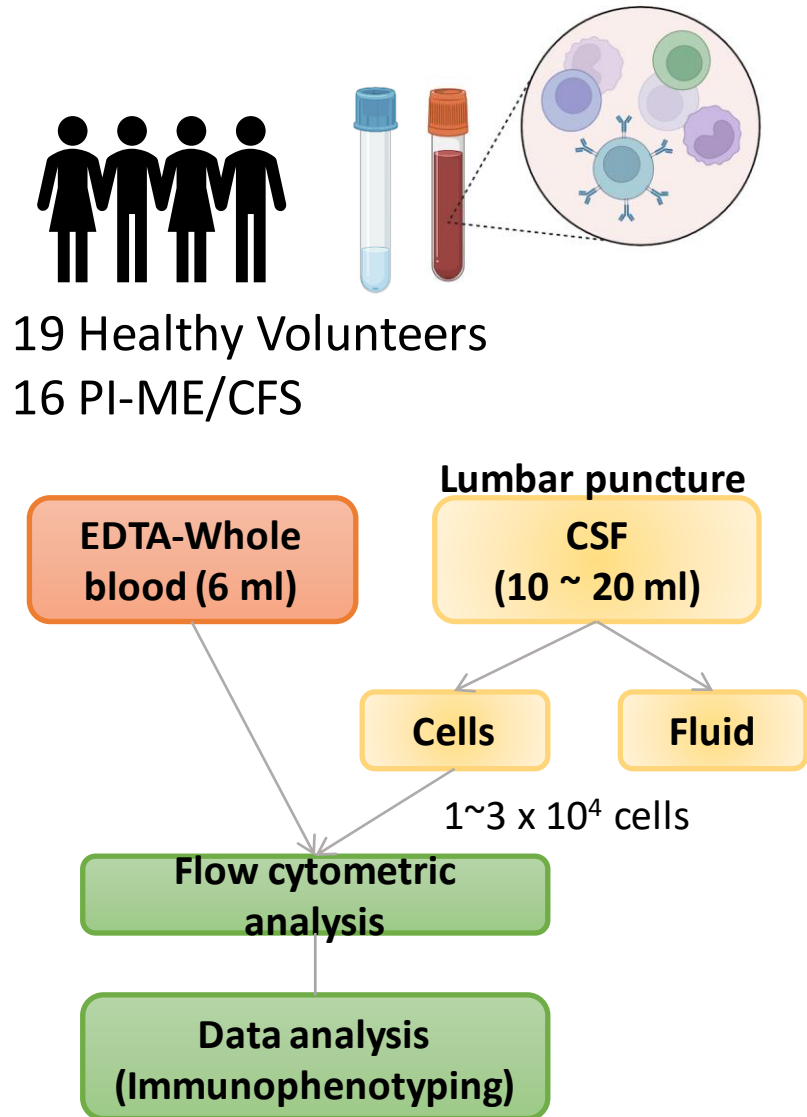 19 Healthy Volunteers
16 PI-ME/CFS
EDTA-Whole
blood (6 ml)
Lumbar puncture
CSF
(10 ~ 20 ml)
Cells
Fluid
1~3 x 10⁴ cells
Flow cytometric
analysis
Data analysis
(Immunophenotyping)